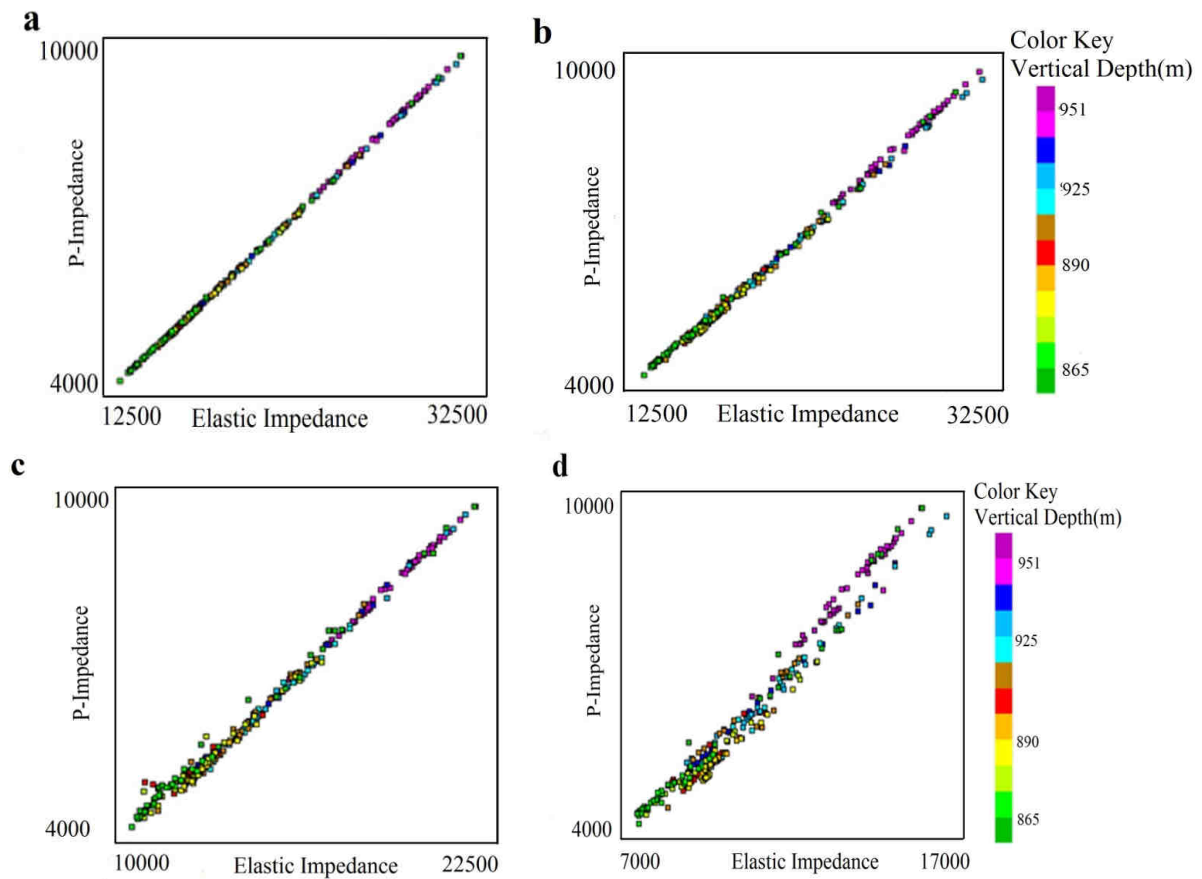 a
10000
P-Impedance
4000
12500 Elastic Impedance 32500
b
10000
P-Impedance
4000
12500 Elastic Impedance 32500
Color Key
Vertical Depth(m)
951
925
890
865
c
10000
P-Impedance
4000
10000 Elastic Impedance 22500
d
10000
P-Impedance
4000
7000 Elastic Impedance 17000
Color Key
Vertical Depth(m)
951
925
890
865